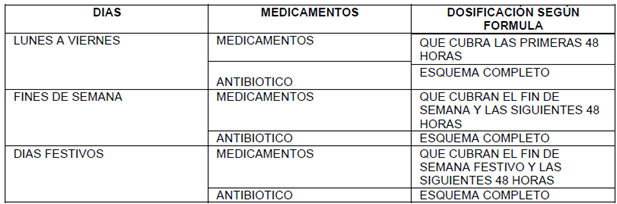 DIAS MEDICAMENTOS DOSIFICACIÓN SEGÚN
FORMULA
LUNES A VIERNES MEDICAMENTOS QUE CUBRA LAS PRIMERAS 48
HORAS
ANTIBIOTICO ESQUEMA COMPLETO
FINES DE SEMANA MEDICAMENTOS QUE CUBRAN EL FIN DE
SEMANA Y LAS SIGUIENTES 48
HORAS
ANTIBIOTICO ESQUEMA COMPLETO
DIAS FESTIVOS MEDICAMENTOS QUE CUBRAN EL FIN DE
SEMANA FESTIVO Y LAS
SIGUIENTES 48 HORAS
ANTIBIOTICO ESQUEMA COMPLETO